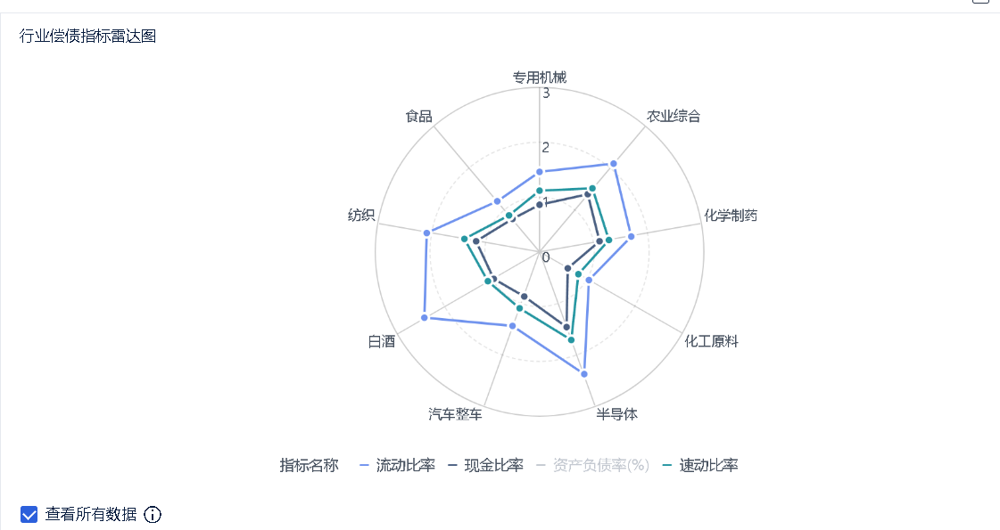 行业偿债指标雷达图
专用机械
3
食品
农业综合
2
1
纺织
化学制药
0
白酒
化工原料
汽车整车
半导体
指标名称 流动比率 现金比率 资产负债率(%) 速动比率
查看所有数据